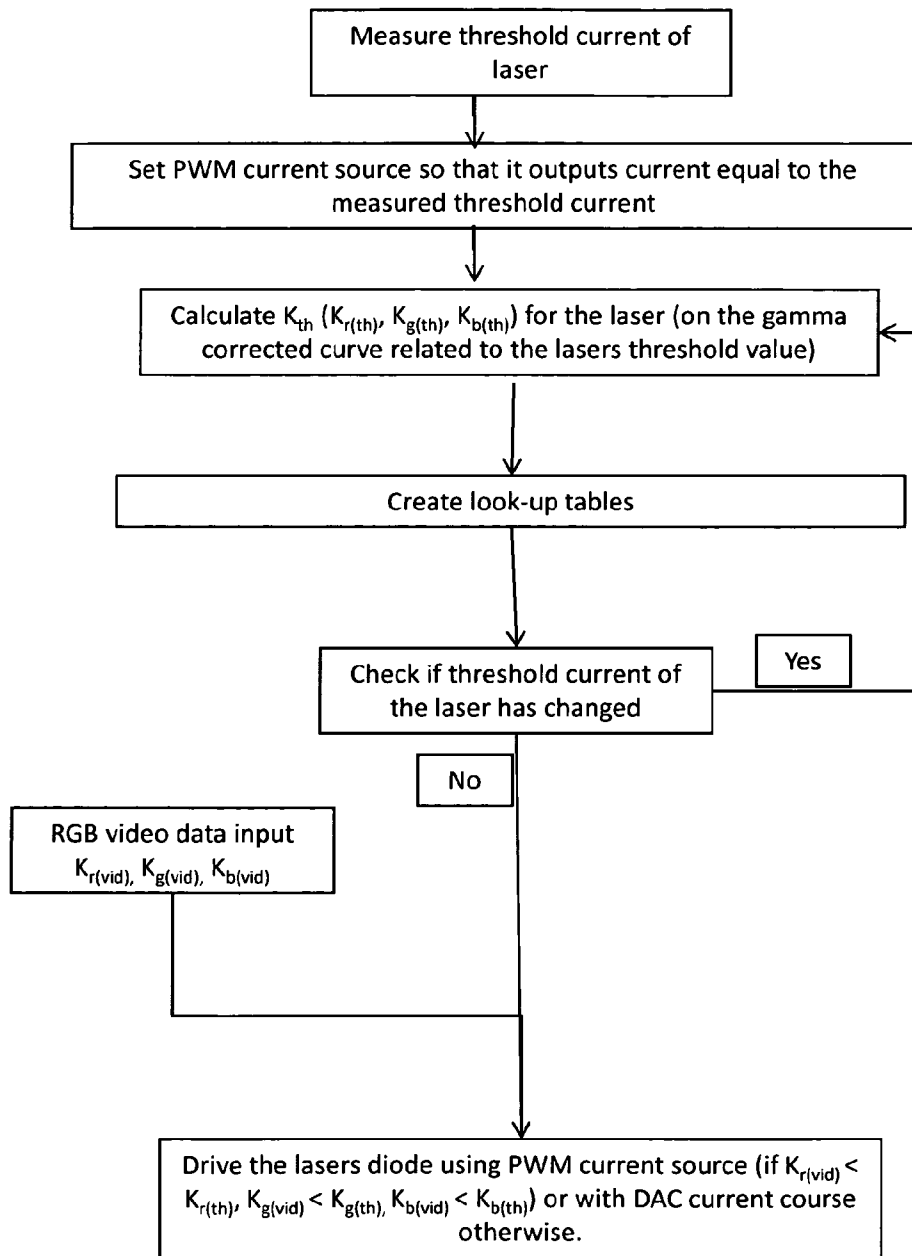 Measure threshold current of
laser
Set PWM current source so that it outputs current equal to the
measured threshold current
Calculate K_th (K_r(th), K_g(th), K_b(th)) for the laser (on the gamma
corrected curve related to the lasers threshold value)
Create look-up tables
Check if threshold current of
the laser has changed
Yes
No
RGB video data input
K_r(vid), K_g(vid), K_b(vid)
Drive the lasers diode using PWM current source (if K_r(vid) <
K_r(th), K_g(vid) < K_g(th), K_b(vid) < K_b(th)) or with DAC current course
otherwise.